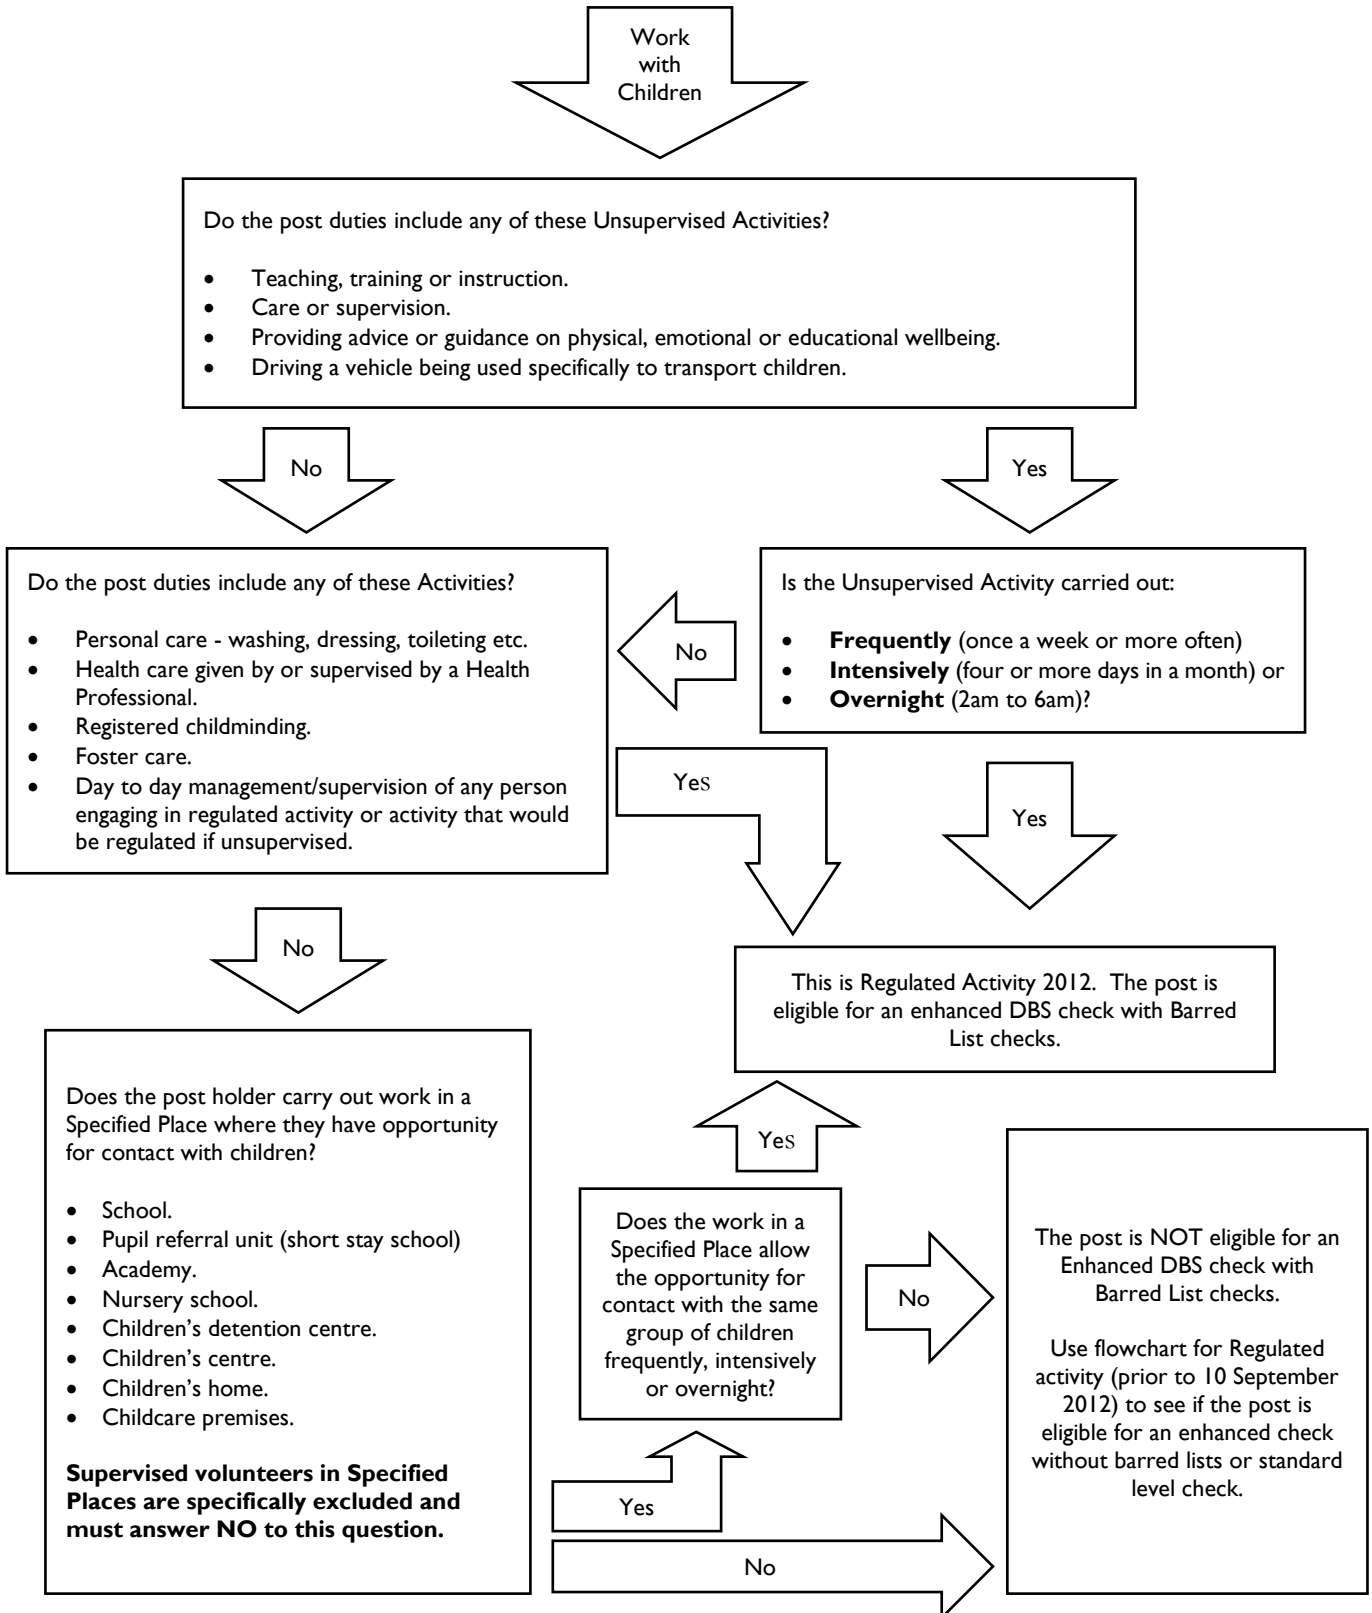 Work
with
Children
Do the post duties include any of these Unsupervised Activities?
• Teaching, training or instruction.
• Care or supervision.
• Providing advice or guidance on physical, emotional or educational wellbeing.
• Driving a vehicle being used specifically to transport children.
No
Yes
Do the post duties include any of these Activities?
• Personal care - washing, dressing, toileting etc.
• Health care given by or supervised by a Health
Professional.
• Registered childminding.
• Foster care.
• Day to day management/supervision of any person
engaging in regulated activity or activity that would
be regulated if unsupervised.
No
Is the Unsupervised Activity carried out:
• Frequently (once a week or more often)
• Intensively (four or more days in a month) or
• Overnight (2am to 6am)?
Yes
Yes
No
This is Regulated Activity 2012. The post is
eligible for an enhanced DBS check with Barred
List checks.
Does the post holder carry out work in a
Specified Place where they have opportunity
for contact with children?
• School.
• Pupil referral unit (short stay school)
• Academy.
• Nursery school.
• Children's detention centre.
• Children's centre.
• Children's home.
• Childcare premises.
Supervised volunteers in Specified
Places are specifically excluded and
must answer NO to this question.
Yes
Does the work in a
Specified Place allow
the opportunity for
contact with the same
group of children
frequently, intensively
or overnight?
No
The post is NOT eligible for an
Enhanced DBS check with
Barred List checks.
Use flowchart for Regulated
activity (prior to 10 September
2012) to see if the post is
eligible for an enhanced check
without barred lists or standard
level check.
Yes
No